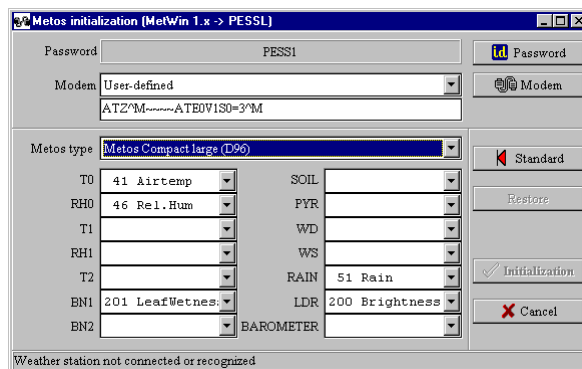 Metos initialization (MetWin 1.x -> PESSL)
Password PESS1 i.d. Password
Modem User-defined Modem
ATZ^M~~~~ATE0V1S0=3^M
Metos type Metos Compact large (D96) Standard
T0 41 Airtemp SOIL
RH0 46 Rel.Hum PYR Restore
T1 WD
RH1 WS
T2 RAIN 51 Rain Initialization
BN1 201 LeafWetnes LDR 200 Brightness
BN2 BAROMETER Cancel
Weather station not connected or recognized